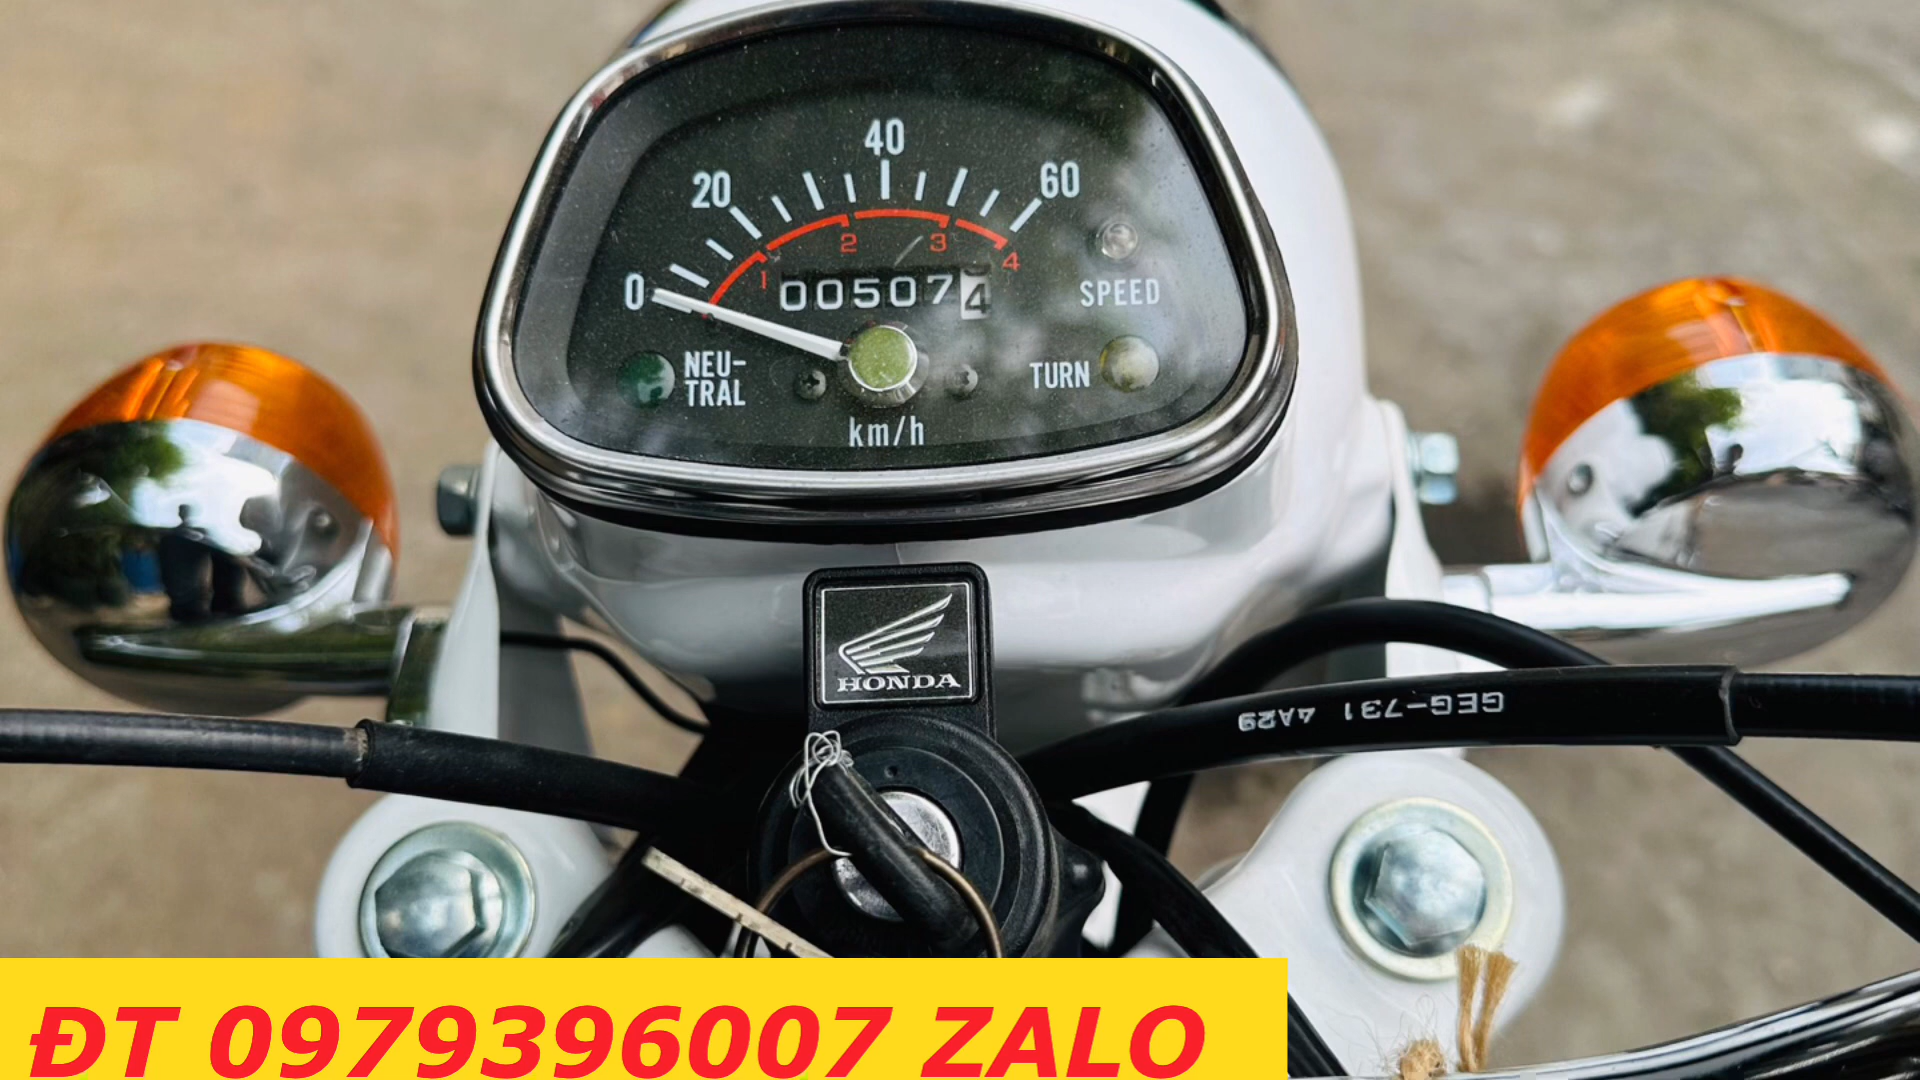 40
20
60
2
3
1
4
0
005074
SPEED
NEU-
TRAL
TURN
km/h
HONDA
GEG-731 4A29
ĐT 0979396007 ZALO